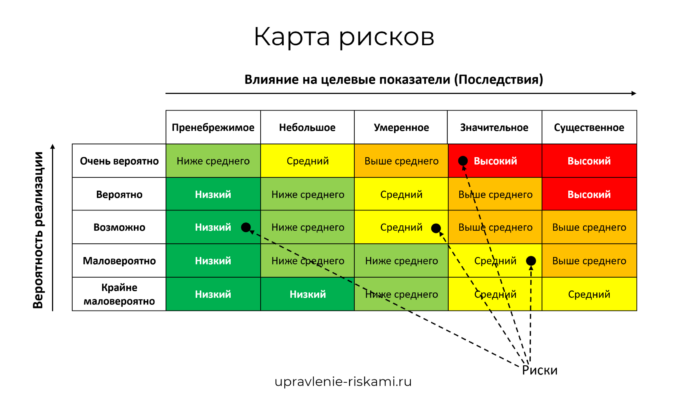 Карта рисков
Влияние на целевые показатели (Последствия)
Вероятность реализации
Пренебрежимое Небольшое Умеренное Значительное Существенное
Очень вероятно Ниже среднего Средний Выше среднего Высокий Высокий
Вероятно Низкий Ниже среднего Средний Выше среднего Высокий
Возможно Низкий Ниже среднего Средний Выше среднего Выше среднего
Маловероятно Низкий Ниже среднего Ниже среднего Средний Выше среднего
Крайне
маловероятно Низкий Низкий Ниже среднего Средний Средний
Риски
upravlenie-riskami.ru